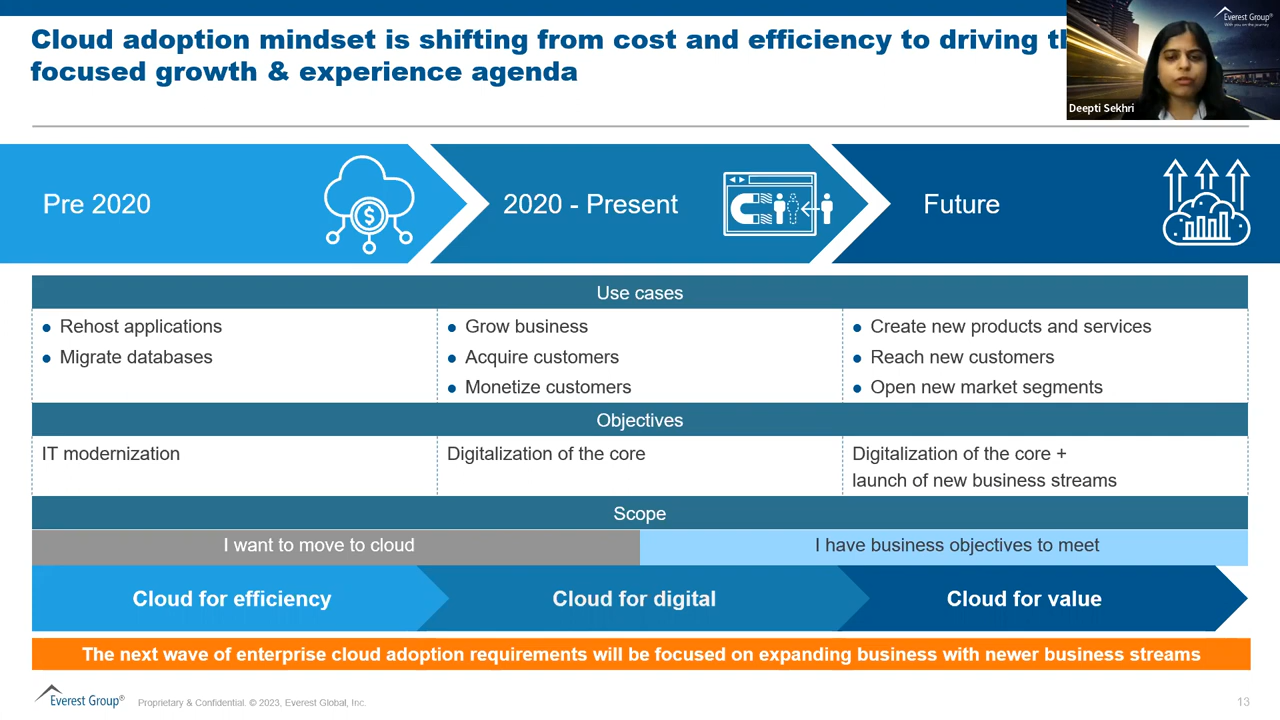 Cloud adoption mindset is shifting from cost and efficiency to driving
focused growth & experience agenda
Everest Group®
With you on the journey
Deepti Sekhri
Pre 2020
$
2020 - Present
Future
Use cases
• Rehost applications
• Migrate databases
• Grow business
• Acquire customers
• Monetize customers
• Create new products and services
• Reach new customers
• Open new market segments
Objectives
IT modernization
Digitalization of the core
Digitalization of the core +
launch of new business streams
Scope
I want to move to cloud
I have business objectives to meet
Cloud for efficiency
Cloud for digital
Cloud for value
The next wave of enterprise cloud adoption requirements will be focused on expanding business with newer business streams
Everest Group®
Proprietary & Confidential. © 2023, Everest Global, Inc.
13